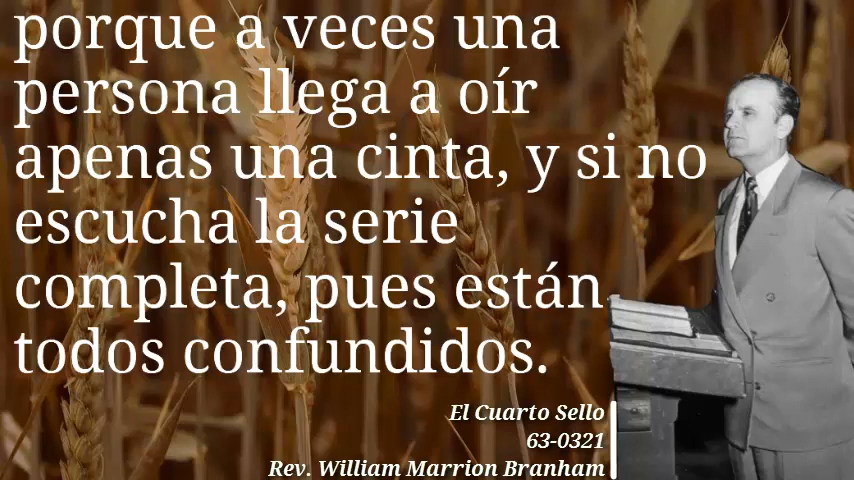 porque a veces una
persona llega a oír
apenas una cinta, y si no
escucha la serie
completa, pues están
todos confundidos.
El Cuarto Sello
63-0321
Rev. William Marrion Branham